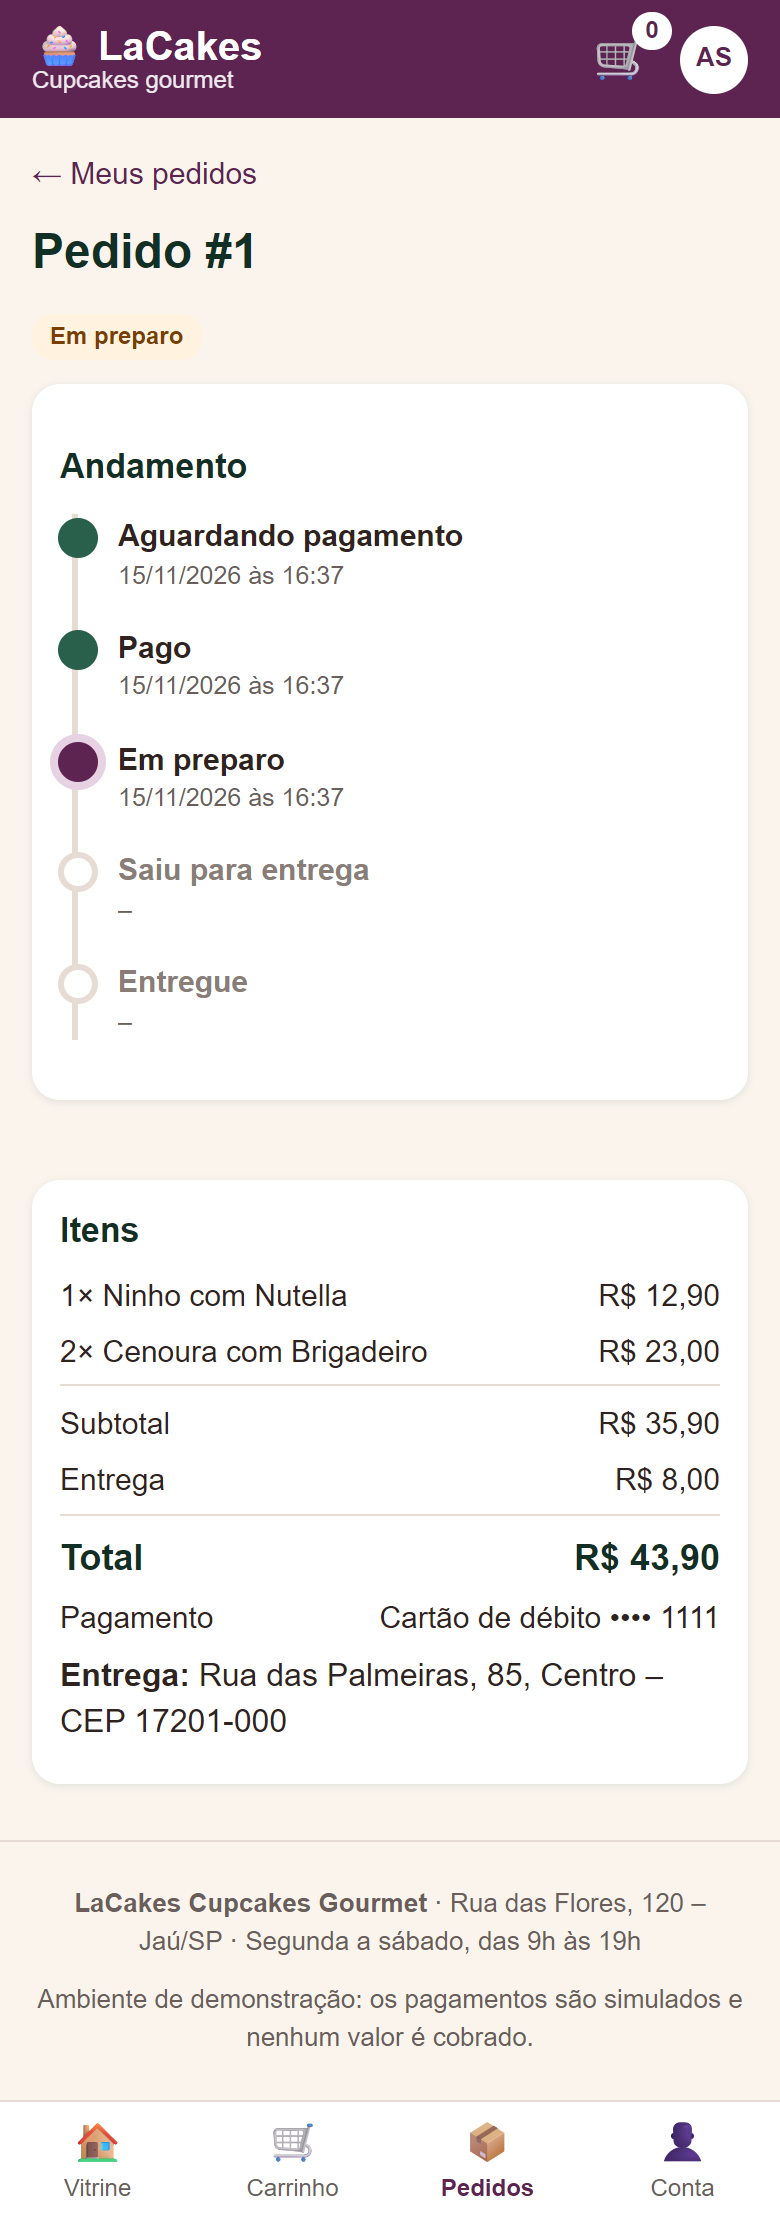 LaCakes
Cupcakes gourmet
0
AS
← Meus pedidos
Pedido #1
Em preparo
Andamento
Aguardando pagamento
15/11/2026 às 16:37
Pago
15/11/2026 às 16:37
Em preparo
15/11/2026 às 16:37
Saiu para entrega
–
Entregue
–
Itens
1× Ninho com Nutella R$ 12,90
2× Cenoura com Brigadeiro R$ 23,00
Subtotal R$ 35,90
Entrega R$ 8,00
Total R$ 43,90
Pagamento Cartão de débito •••• 1111
Entrega: Rua das Palmeiras, 85, Centro –
CEP 17201-000
LaCakes Cupcakes Gourmet · Rua das Flores, 120 –
Jaú/SP · Segunda a sábado, das 9h às 19h
Ambiente de demonstração: os pagamentos são simulados e
nenhum valor é cobrado.
Vitrine Carrinho Pedidos Conta